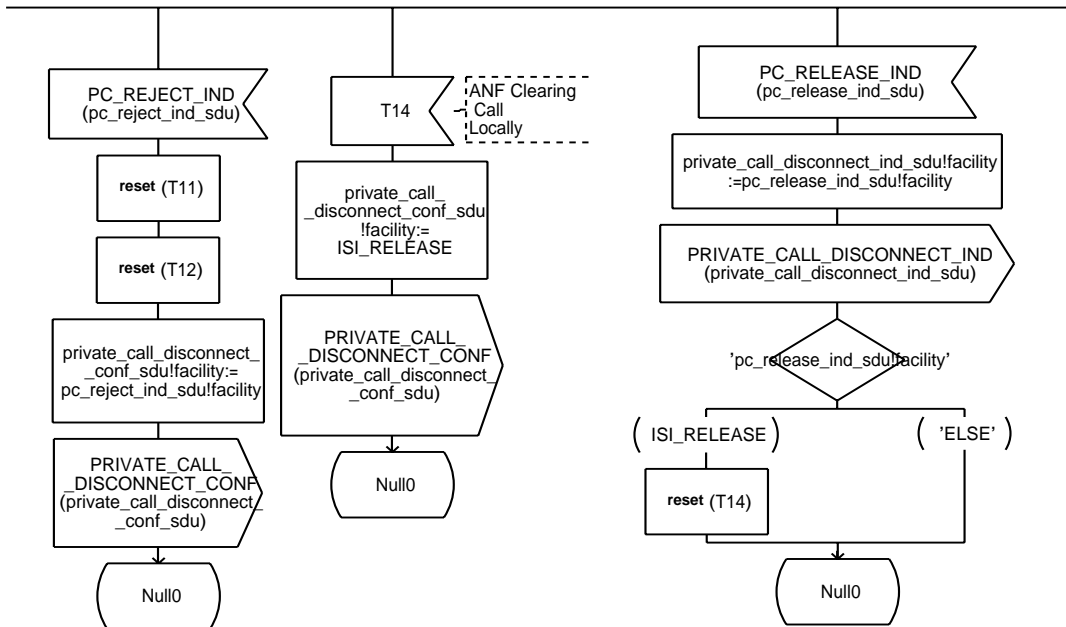 PC_REJECT_IND
(pc_reject_ind_sdu)
reset (T11)
reset (T12)
private_call_disconnect_
_conf_sdu!facility:=
pc_reject_ind_sdu!facility
PRIVATE_CALL_
_DISCONNECT_CONF
(private_call_disconnect_
_conf_sdu)
Null0
T14
ANF Clearing
Call
Locally
private_call_
_disconnect_conf_sdu
!facility:=
ISI_RELEASE
PRIVATE_CALL_
_DISCONNECT_CONF
(private_call_disconnect_
_conf_sdu)
Null0
PC_RELEASE_IND
(pc_release_ind_sdu)
private_call_disconnect_ind_sdu!facility
:=pc_release_ind_sdu!facility
PRIVATE_CALL_DISCONNECT_IND
(private_call_disconnect_ind_sdu)
'pc_release_ind_sdu!facility'
( ISI_RELEASE )
( 'ELSE' )
reset (T14)
Null0